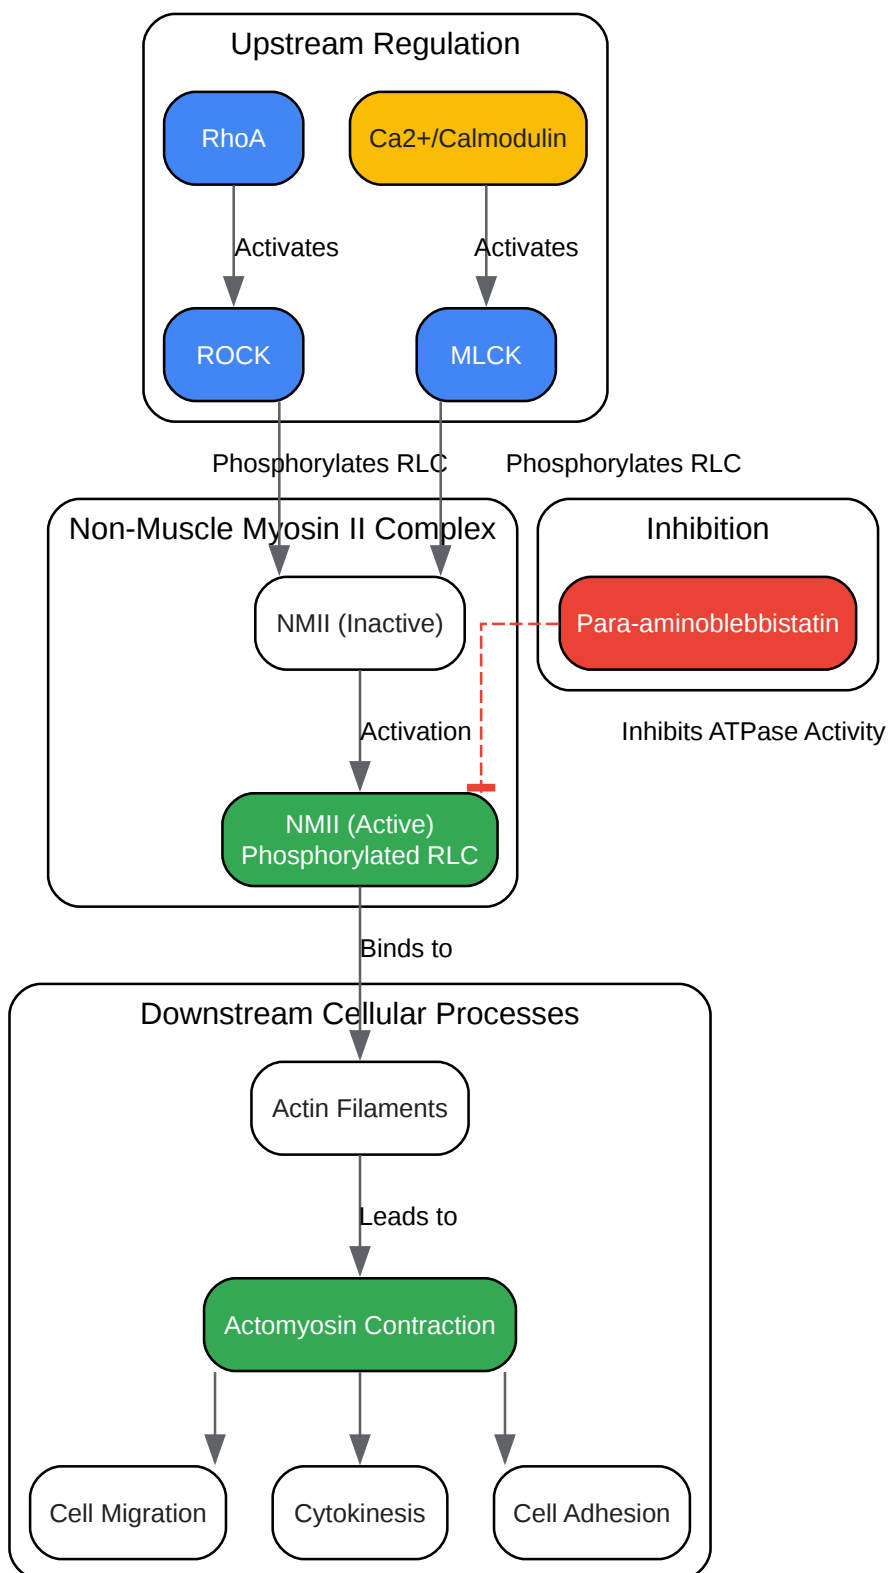 Upstream Regulation
RhoA
Ca2+/Calmodulin
Activates
Activates
ROCK
MLCK
Phosphorylates RLC
Phosphorylates RLC
Non-Muscle Myosin II Complex
Inhibition
NMII (Inactive)
Para-aminoblebbistatin
Activation
Inhibits ATPase Activity
NMII (Active)
Phosphorylated RLC
Binds to
Downstream Cellular Processes
Actin Filaments
Leads to
Actomyosin Contraction
Cell Migration
Cytokinesis
Cell Adhesion